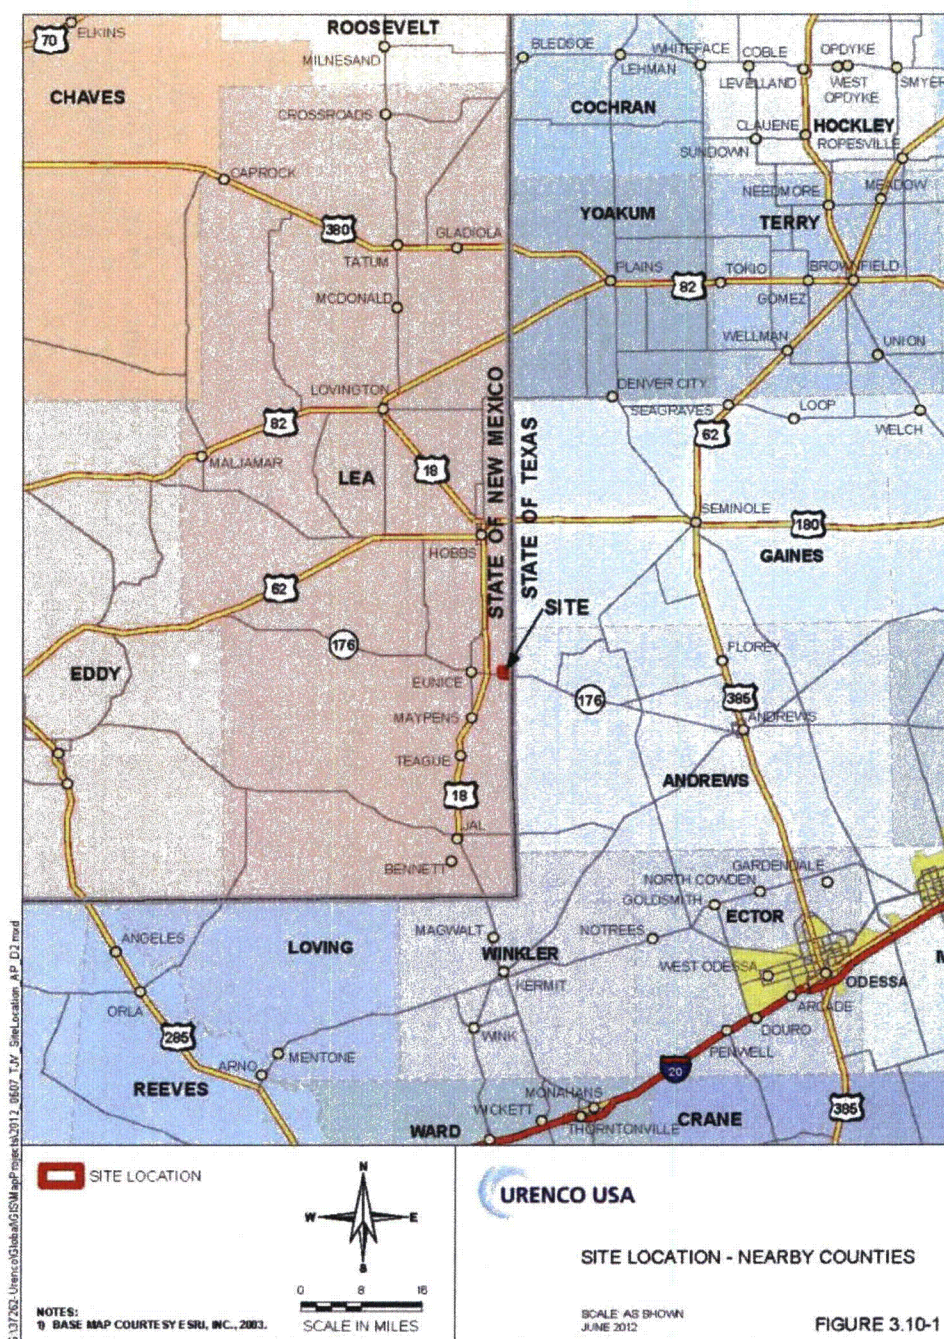 ROOSEVELT
70
ELKINS
MILNESAND
CHAVES
CROSSROADS
BLEDSOE
LEHMAN
WHITEFACE
COBLE
OPDYKE
LEVELLAND
WEST
OPDYKE
SMYER
COCHRAN
CLAUENE
HOCKLEY
SUNDOWN
ROPESVILLE
CAPROCK
NEEDMORE
MEADOW
YOAKUM
TERRY
380
GLADIOLA
TATUM
PLAINS
82
TOKIO
BROWNFIELD
GOMEZ
MCDONALD
WELLMAN
UNION
LOVINGTON
DENVER CITY
SEAGRAVES
LOOP
WELCH
82
62
MALJAMAR
LEA
18
STATE OF NEW MEXICO
STATE OF TEXAS
SEMINOLE
180
HOBBS
GAINES
62
SITE
176
EDDY
EUNICE
FLOREY
176
385
MAYPENS
ANDREWS
TEAGUE
ANDREWS
18
JAL
BENNETT
GARDENDALE
NORTH COWDEN
GOLDSMITH
ECTOR
ANGELES
LOVING
MAGWALT
NOTREES
WINKLER
WEST ODESSA
KERMIT
ODESSA
ORLA
ARCADE
285
WINK
DOURO
PENWELL
MENTONE
ARNO
20
REEVES
MONAHANS
WICKETT
385
WARD
THORNTONVILLE
CRANE
SITE LOCATION
N
W
E
S
0 8 16
SCALE IN MILES
NOTES:
1) BASE MAP COURTESY ESRI, INC., 2003.
URENCO USA
SITE LOCATION - NEARBY COUNTIES
SCALE: AS SHOWN
JUNE 2012
FIGURE 3.10-1